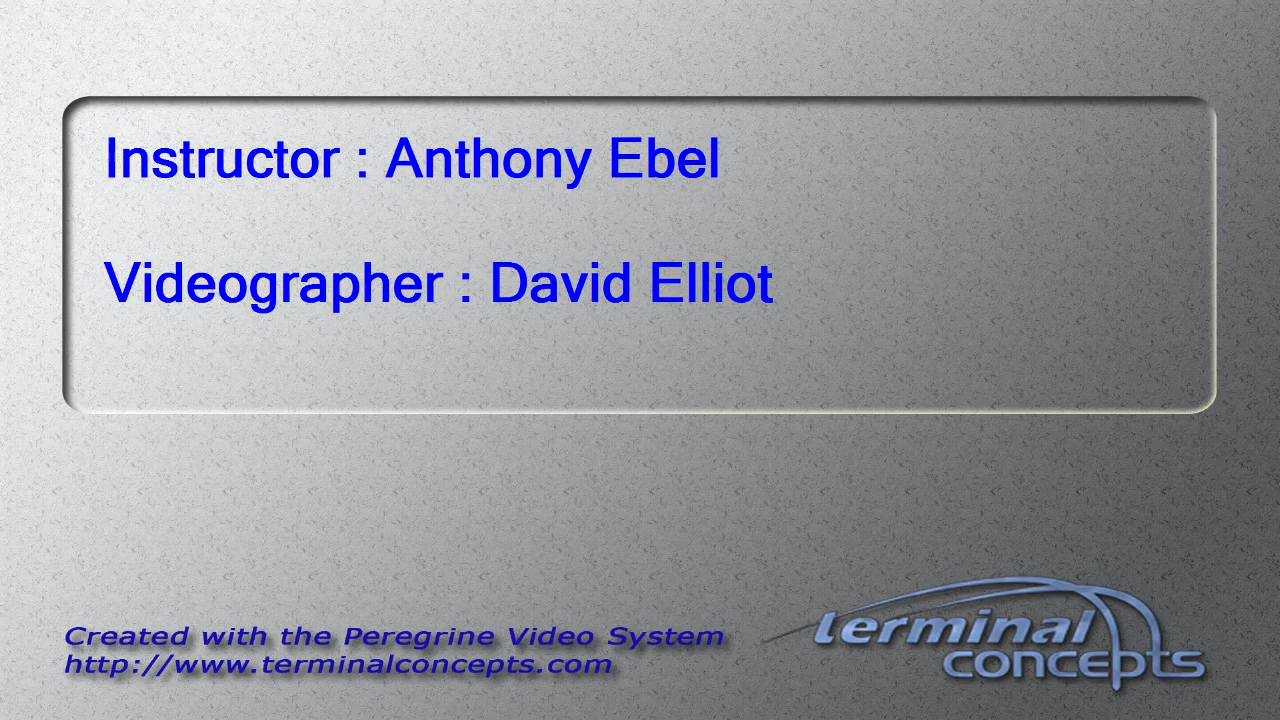 Instructor : Anthony Ebel
Videographer : David Elliot
Created with the Peregrine Video System
http://www.terminalconcepts.com
terminal
concepts